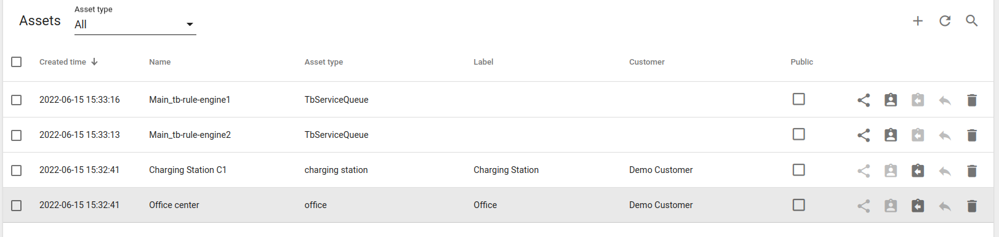 Asset type
Assets All
Created time Name Asset type Label Customer Public
2022-06-15 15:33:16 Main_tb-rule-engine1 TbServiceQueue
2022-06-15 15:33:13 Main_tb-rule-engine2 TbServiceQueue
2022-06-15 15:32:41 Charging Station C1 charging station Charging Station Demo Customer
2022-06-15 15:32:41 Office center office Office Demo Customer